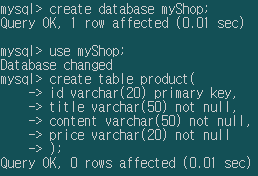 mysql> create database myShop;
Query OK, 1 row affected (0.01 sec)
mysql> use myShop;
Database changed
mysql> create table product(
    -> id varchar(20) primary key,
    -> title varchar(50) not null,
    -> content varchar(50) not null,
    -> price varchar(20) not null
    -> );
Query OK, 0 rows affected (0.01 sec)